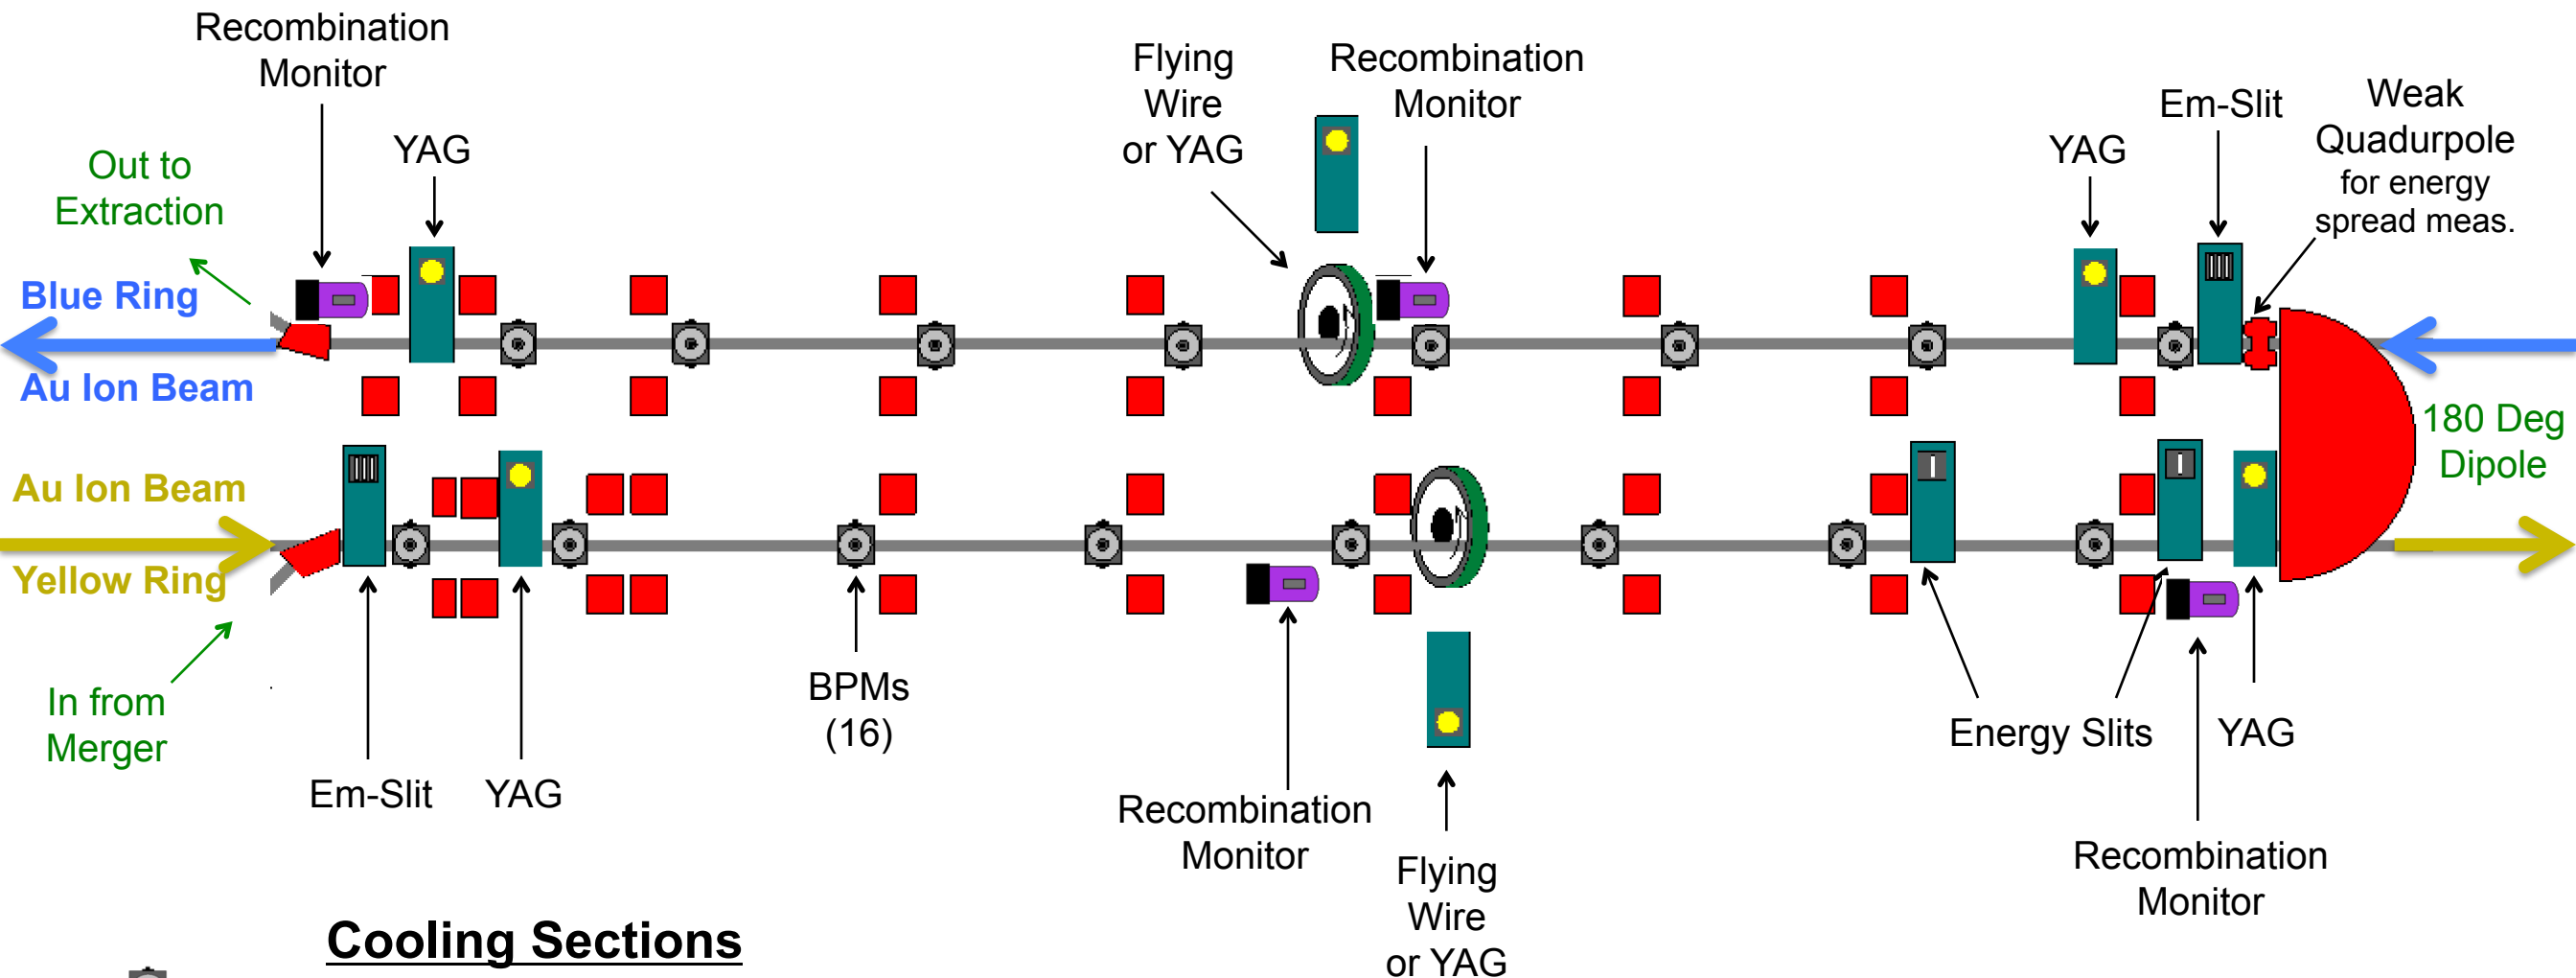 Recombination
Monitor
YAG
Out to
Extraction
Blue Ring
Au Ion Beam
Flying
Wire
or YAG
Recombination
Monitor
YAG
Em-Slit
Weak
Quadurpole
for energy
spread meas.
180 Deg
Dipole
Au Ion Beam
Yellow Ring
In from
Merger
Em-Slit
YAG
BPMs
(16)
Recombination
Monitor
Flying
Wire
or YAG
Energy Slits
YAG
Recombination
Monitor
Cooling Sections